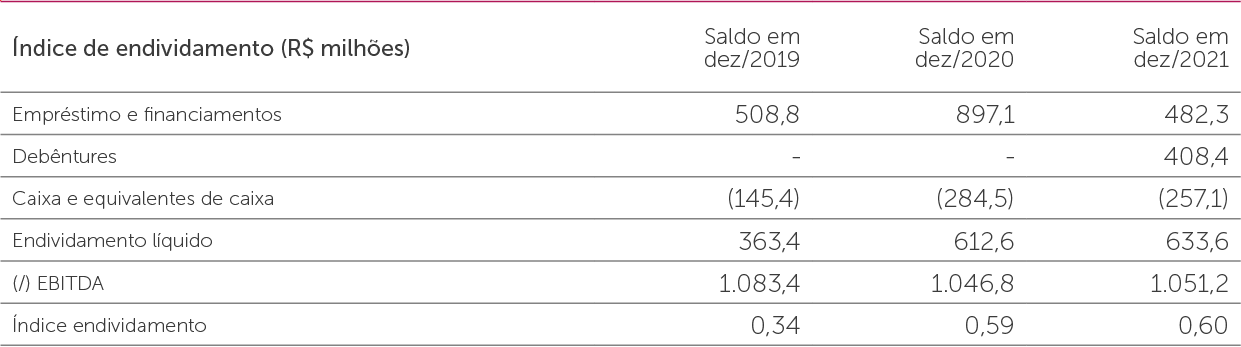 Índice de endividamento (R$ milhões) Saldo em dez/2019 Saldo em dez/2020 Saldo em dez/2021
Empréstimo e financiamentos 508,8 897,1 482,3
Debêntures - - 408,4
Caixa e equivalentes de caixa (145,4) (284,5) (257,1)
Endividamento líquido 363,4 612,6 633,6
(/) EBITDA 1.083,4 1.046,8 1.051,2
Índice endividamento 0,34 0,59 0,60